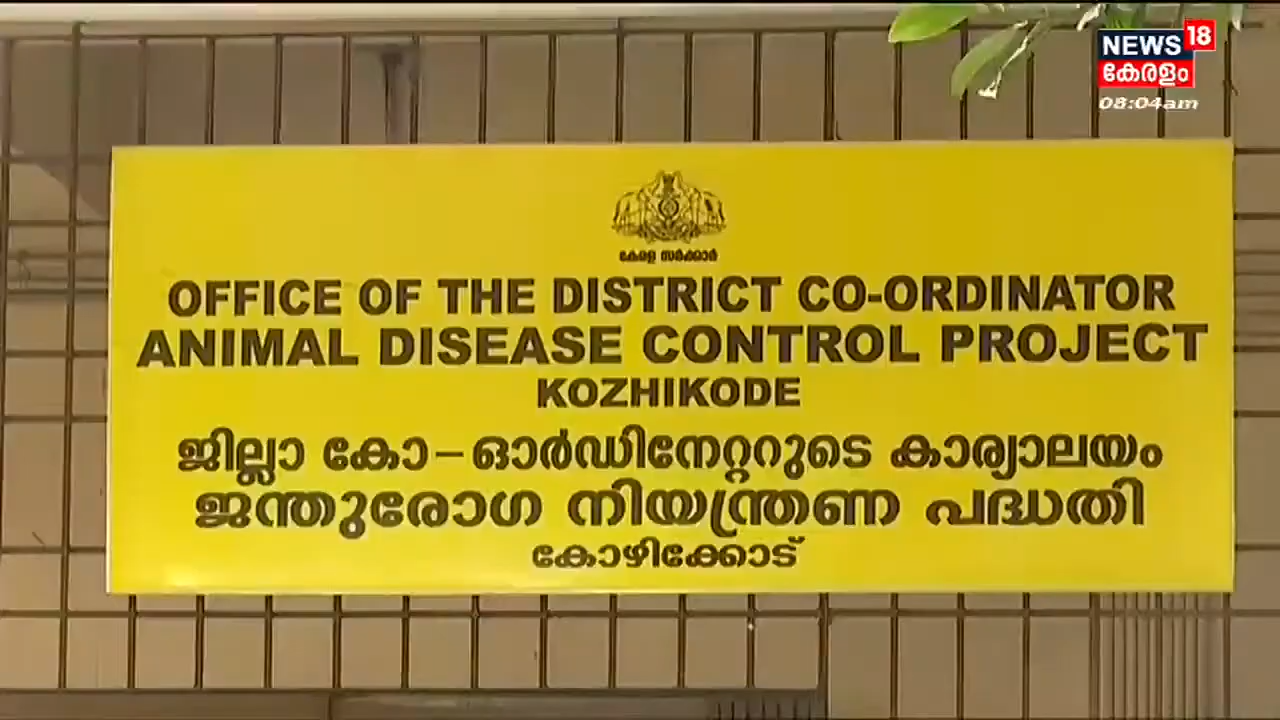 NEWS 18
കേരളം
08:04am
കേരള സർക്കാർ
OFFICE OF THE DISTRICT CO-ORDINATOR
ANIMAL DISEASE CONTROL PROJECT
KOZHIKODE
ജില്ലാ കോ-ഓർഡിനേറ്ററുടെ കാര്യാലയം
ജന്തുരോഗ നിയന്ത്രണ പദ്ധതി
കോഴിക്കോട്